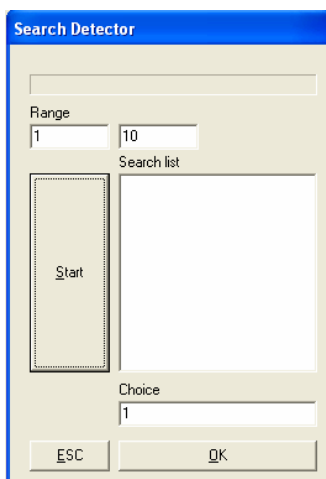 Search Detector
Range
1 10
Search list
Start
Choice
1
ESC OK